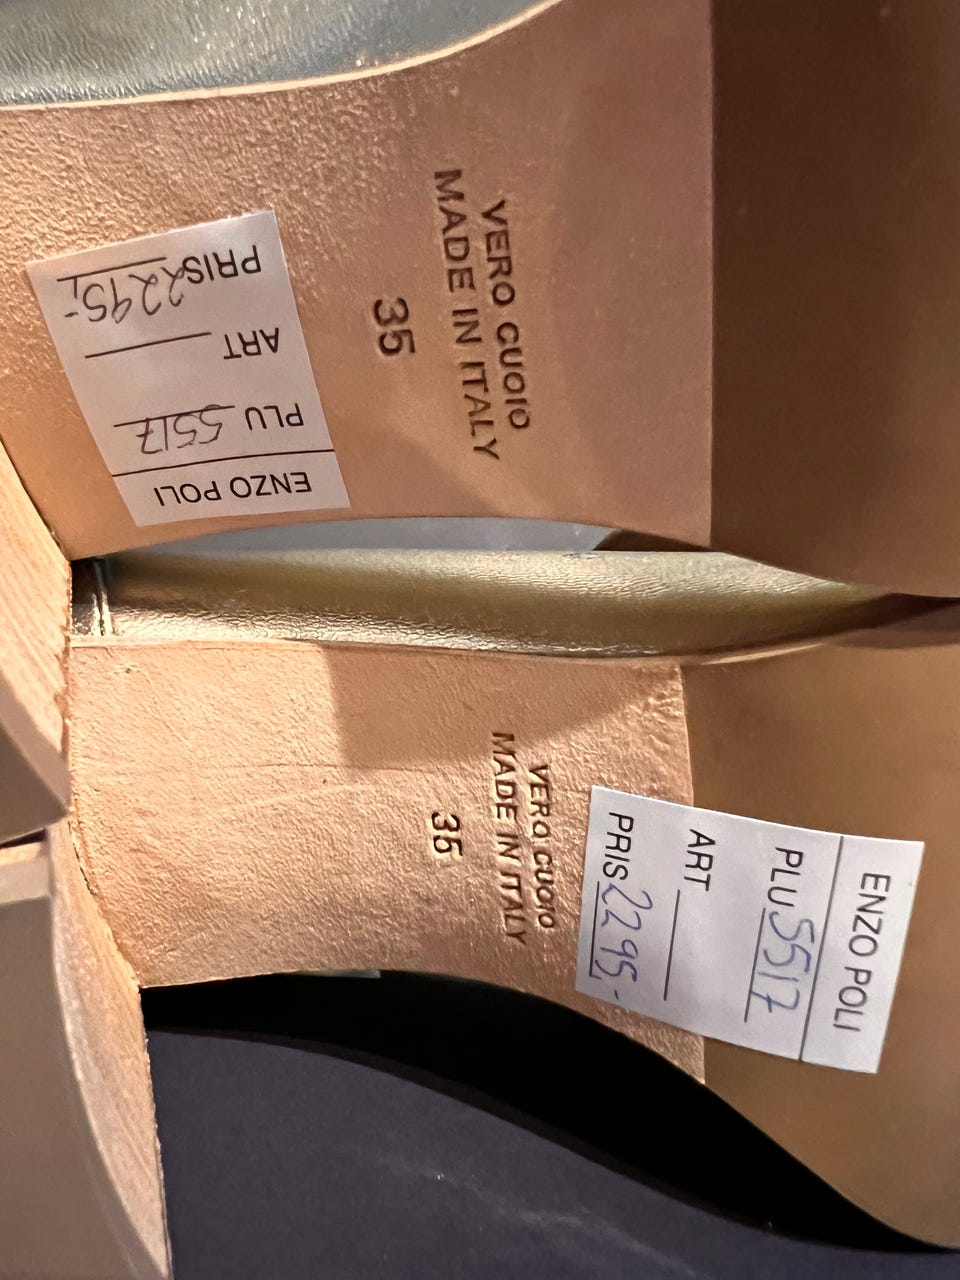 VERO CUOIO
MADE IN ITALY
35
ENZO POLI
PLU 5517
ART
PRIS 2295,-
VERO CUOIO
MADE IN ITALY
35
ENZO POLI
PLU 5517
ART
PRIS 2295,-